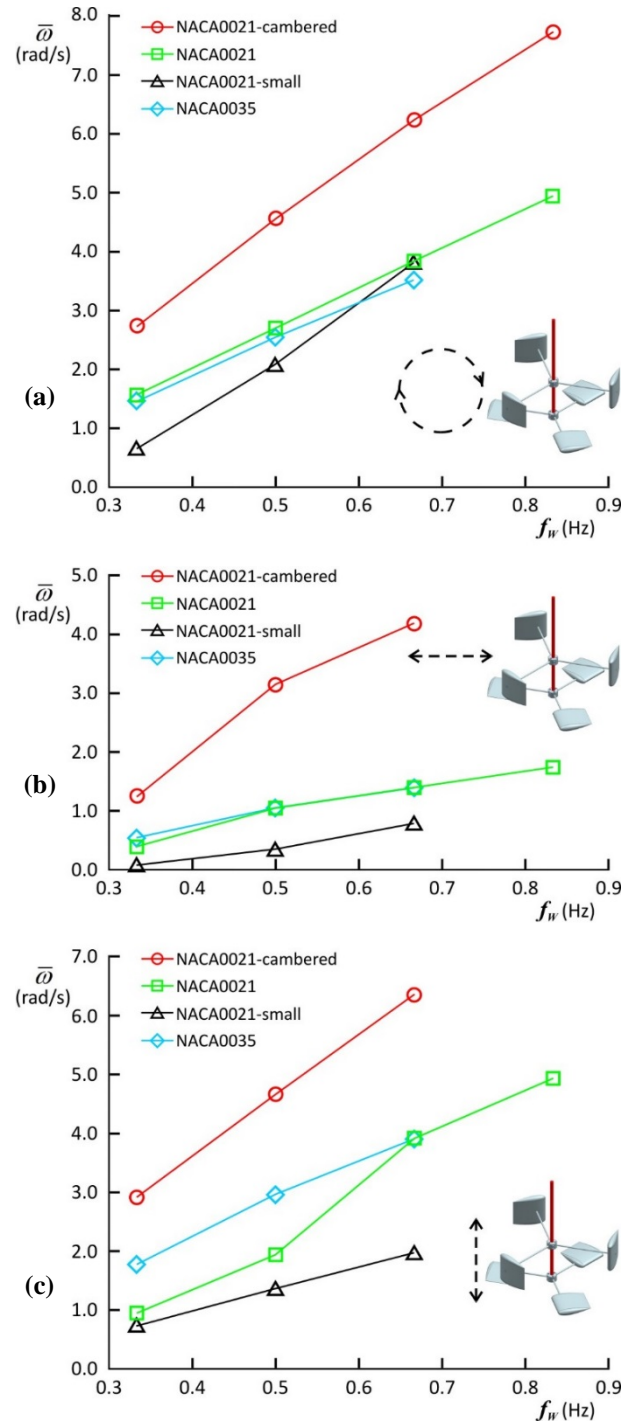 8.0
ω̅
(rad/s)
7.0
6.0
5.0
4.0
3.0
2.0
1.0
0.0
NACA0021-cambered
NACA0021
NACA0021-small
NACA0035
(a)
0.3 0.4 0.5 0.6 0.7 0.8 0.9
f_W (Hz)
5.0
ω̅
(rad/s)
4.0
3.0
2.0
1.0
0.0
NACA0021-cambered
NACA0021
NACA0021-small
NACA0035
(b)
0.3 0.4 0.5 0.6 0.7 0.8 0.9
f_W (Hz)
7.0
ω̅
(rad/s)
6.0
5.0
4.0
3.0
2.0
1.0
0.0
NACA0021-cambered
NACA0021
NACA0021-small
NACA0035
(c)
0.3 0.4 0.5 0.6 0.7 0.8 0.9
f_W (Hz)